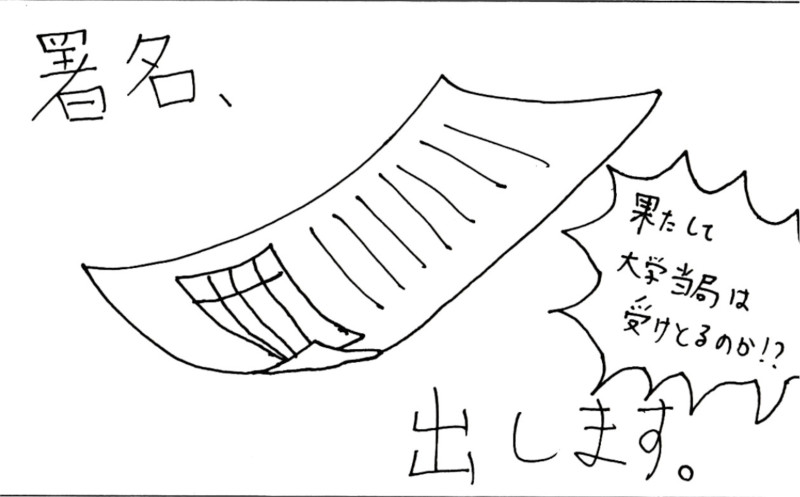 署名、
果たして
大学当局は
受けとるのか!?
出します。